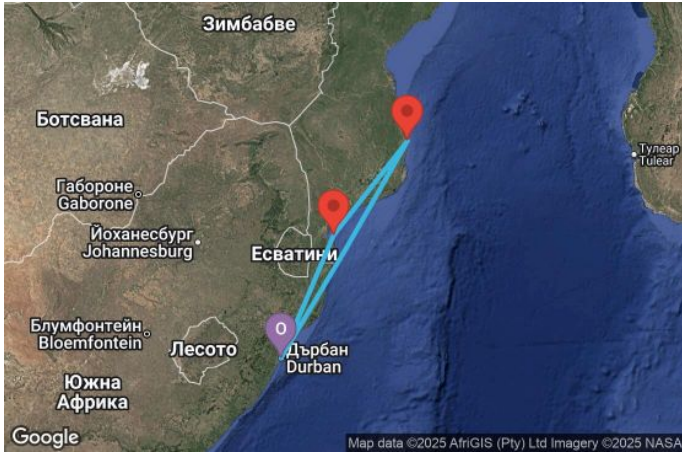 Зимбабве
Ботсвана
Тулеар
Tulear
Габороне
Gaborone
Йоханесбург
Johannesburg
Есватини
Блумфонтейн
Bloemfontein
Лесото
O
Дърбан
Durban
Южна
Африка
Google
Map data ©2025 AfriGIS (Pty) Ltd Imagery ©2025 NASA